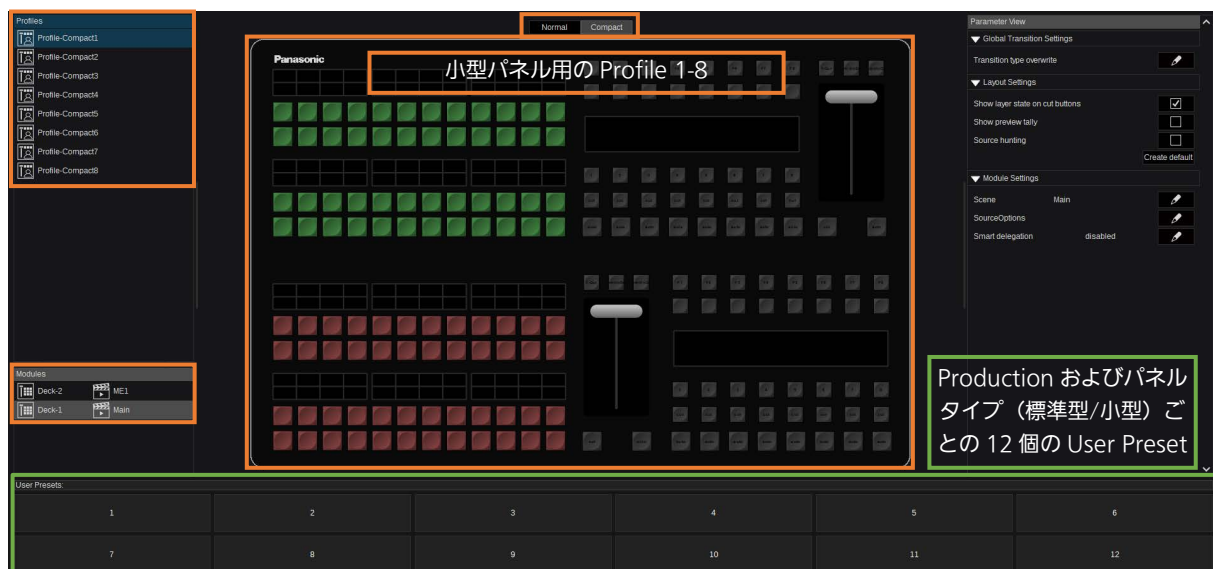 Profiles
Profile-Compact1
Profile-Compact2
Profile-Compact3
Profile-Compact4
Profile-Compact5
Profile-Compact6
Profile-Compact7
Profile-Compact8
Modules
Deck-2 ME1
Deck-1 Main
Normal Compact
Panasonic
小型パネル用の Profile 1-8
Parameter View
Global Transition Settings
Transition type overwrite
Layout Settings
Show layer state on cut buttons
Show preview tally
Source hunting
Create default
Module Settings
Scene Main
SourceOptions
Smart delegation disabled
Production およびパネル
タイプ（標準型/小型）ご
との 12 個の User Preset
User Presets:
1 2 3 4 5 6
7 8 9 10 11 12